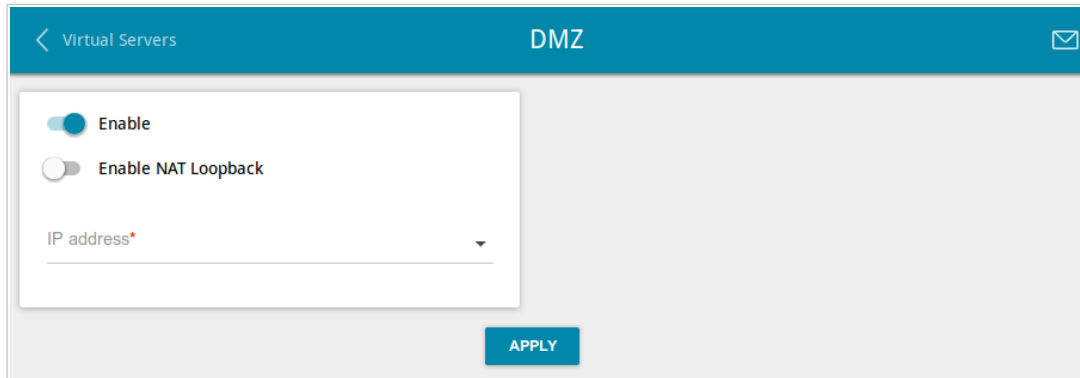 Virtual Servers
DMZ
Enable
Enable NAT Loopback
IP address*
APPLY